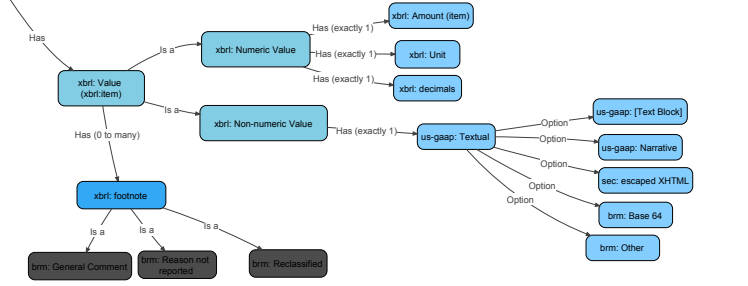 Has
xbrl: Value
(xbrl:item)
Is a
xbrl: Numeric Value
Has (exactly 1)
xbrl: Amount (item)
Has (exactly 1)
xbrl: Unit
Has (exactly 1)
xbrl: decimals
Is a
xbrl: Non-numeric Value
Has (exactly 1)
us-gaap: Textual
Option
us-gaap: [Text Block]
Option
us-gaap: Narrative
Option
sec: escaped XHTML
Option
brm: Base 64
Option
brm: Other
Has (0 to many)
xbrl: footnote
Is a
brm: General Comment
Is a
brm: Reason not
reported
Is a
brm: Reclassified